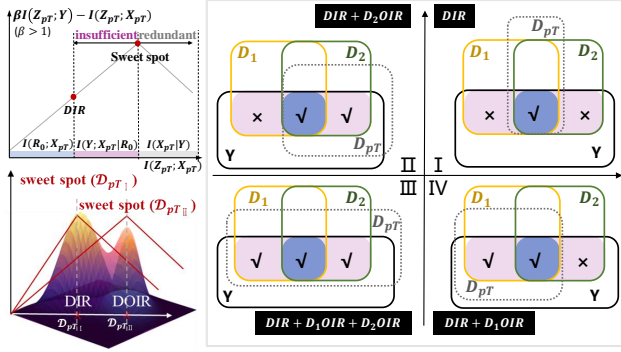 βI(Z_pT; Y) − I(Z_pT; X_pT)
(β > 1)
insufficient redundant
Sweet spot
DIR
I(R_0; X_pT) I(Y; X_pT|R_0) I(X_pT|Y)
I(Z_pT; X_pT)
sweet spot (𝒟_pT_I)
sweet spot (𝒟_pT_II)
DIR DOIR
DIR + D_2OIR
D_1
D_2
× √ √
D_pT
Y
II
DIR
D_pT
D_1
D_2
× √ ×
Y
I
III
D_1
D_2
D_pT
√ √ √
Y
DIR + D_1OIR + D_2OIR
IV
D_1
D_2
√ √ ×
D_pT
Y
DIR + D_1OIR